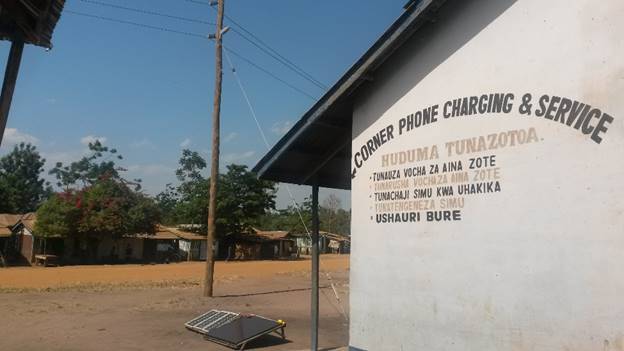 CORNER PHONE CHARGING & SERVICE
HUDUMA TUNAZOTOA.
• TUNAUZA VOCHA ZA AINA ZOTE
• TUNARUSHA VOCHA ZA AINA ZOTE
• TUNACHAJI SIMU KWA UHAKIKA
• TUNATENGENEZA SIMU
• USHAURI BURE